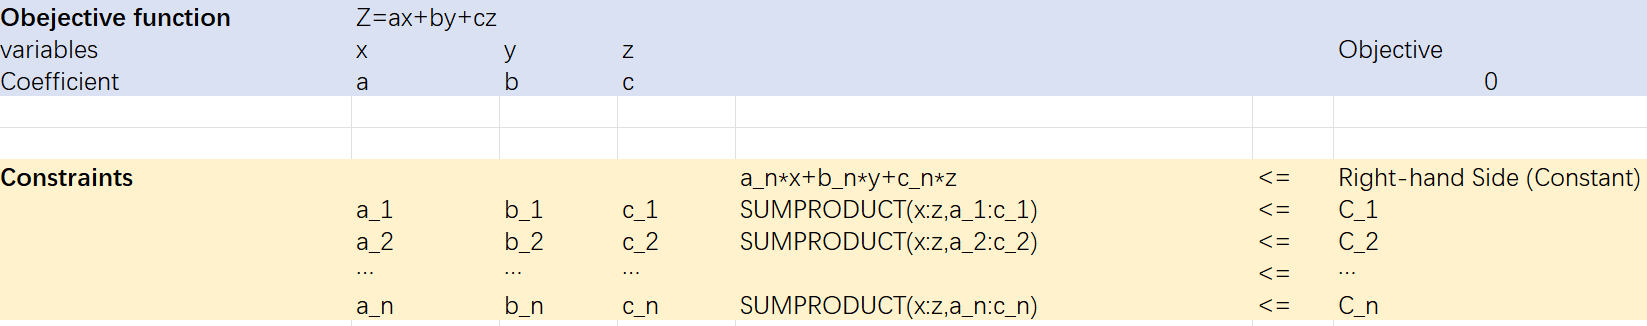 Obejective function Z=ax+by+cz
variables x y z Objective
Coefficient a b c 0
Constraints a_n*x+b_n*y+c_n*z <= Right-hand Side (Constant)
a_1 b_1 c_1 SUMPRODUCT(x:z,a_1:c_1) <= C_1
a_2 b_2 c_2 SUMPRODUCT(x:z,a_2:c_2) <= C_2
... ... ... <= ...
a_n b_n c_n SUMPRODUCT(x:z,a_n:c_n) <= C_n